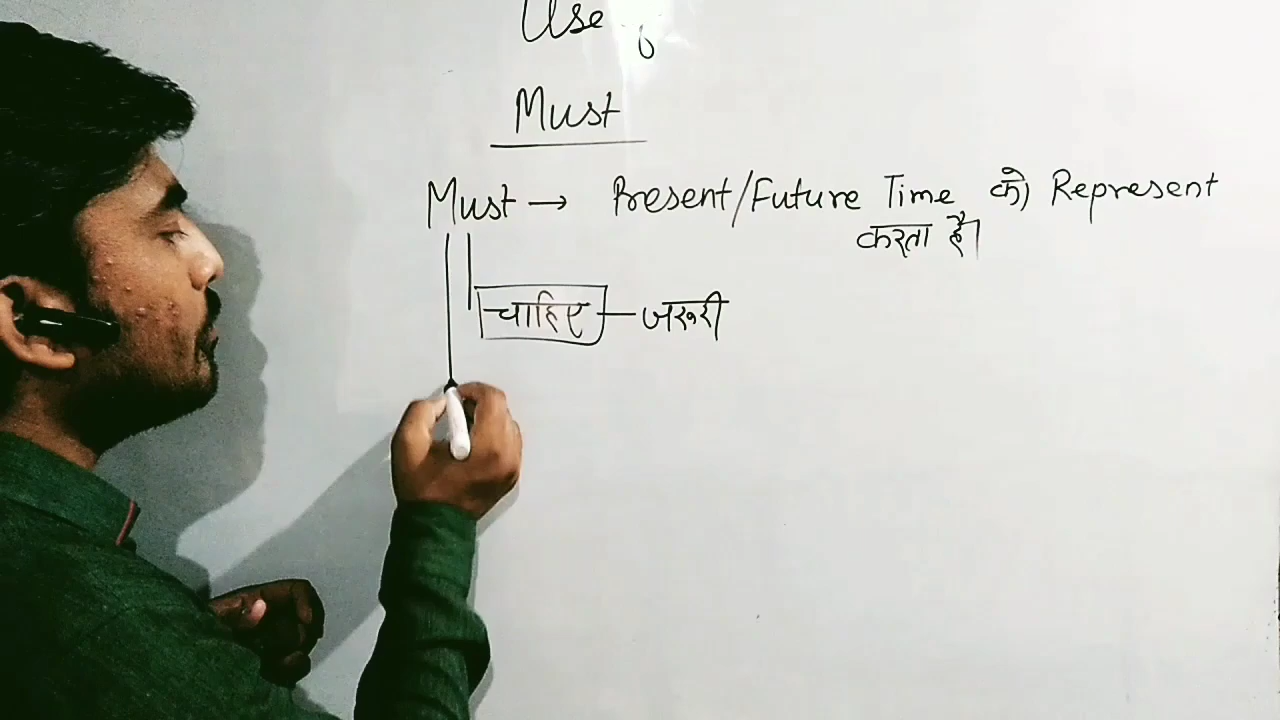 Use
Must
Must → Present/Future Time को Represent
करता है।
चाहिए — जरूरी